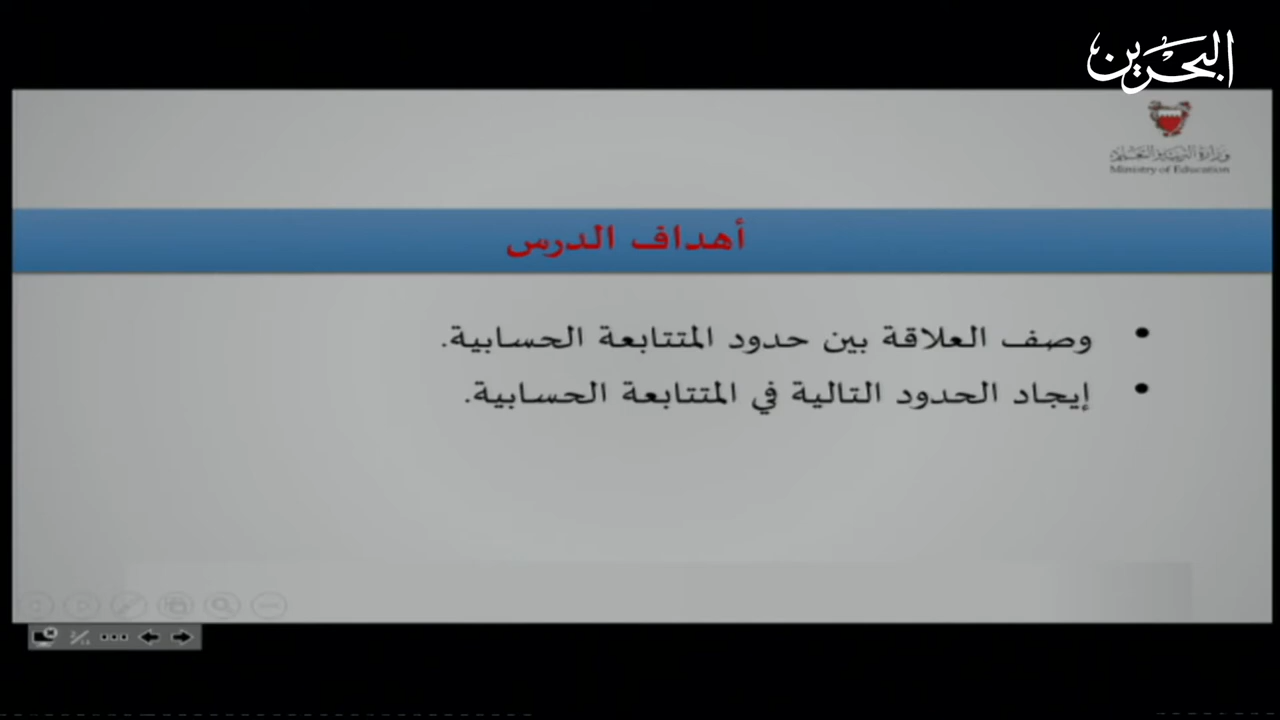 البحرين
وزارة التربية والتعليم
Ministry of Education
أهداف الدرس
• وصف العلاقة بين حدود المتتابعة الحسابية.
• إيجاد الحدود التالية في المتتابعة الحسابية.